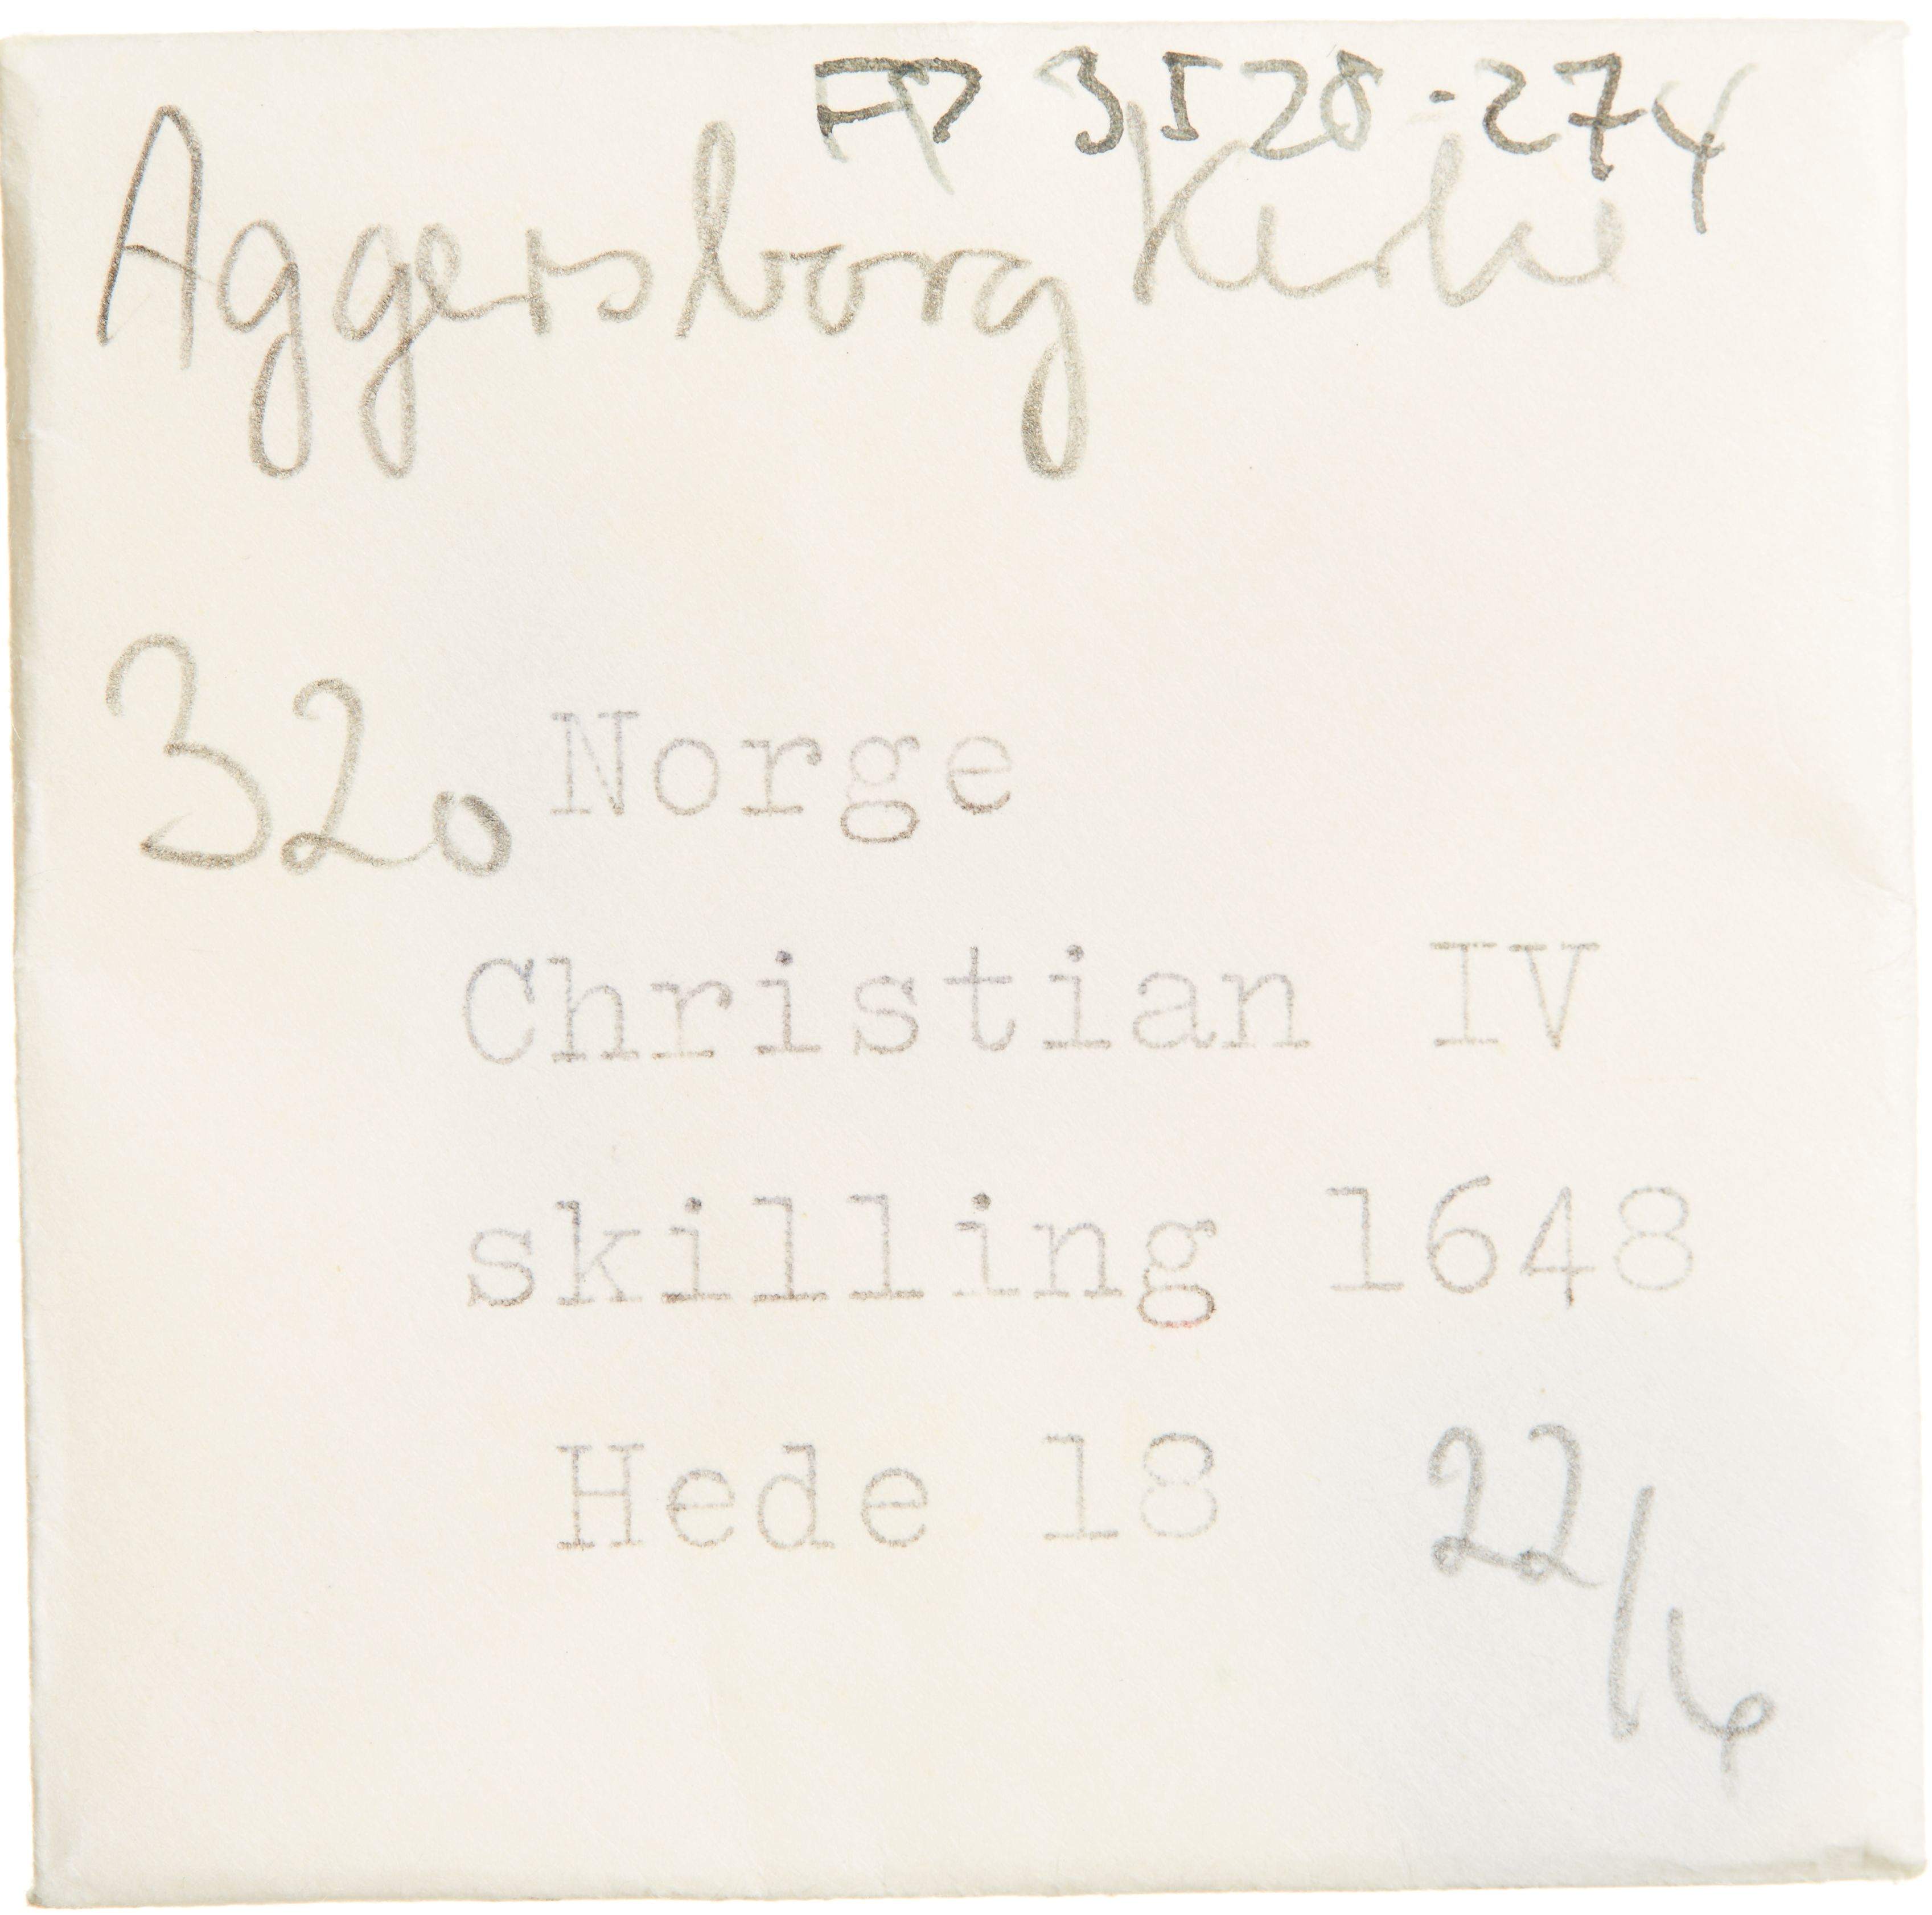 FP 3528-274
Aggersborg Kirke
320 Norge
Christian IV
skilling 1648
Hede 18
22/6